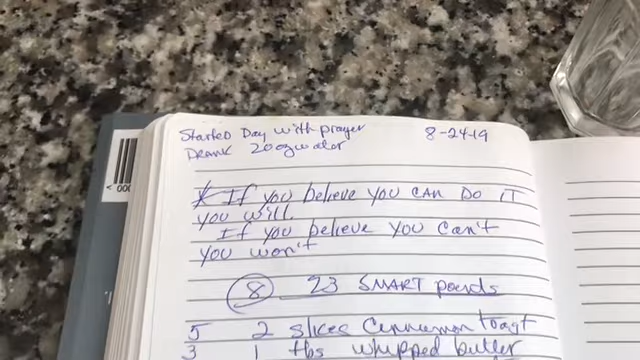 Started Day with prayer 8-24-19
Drank 20oz water
* If you believe you can Do it
you will.
If you believe you can't
you won't
8 23 SMART points
5 2 slices Cinnamon toast
3 1 tbs whipped butter
< 000